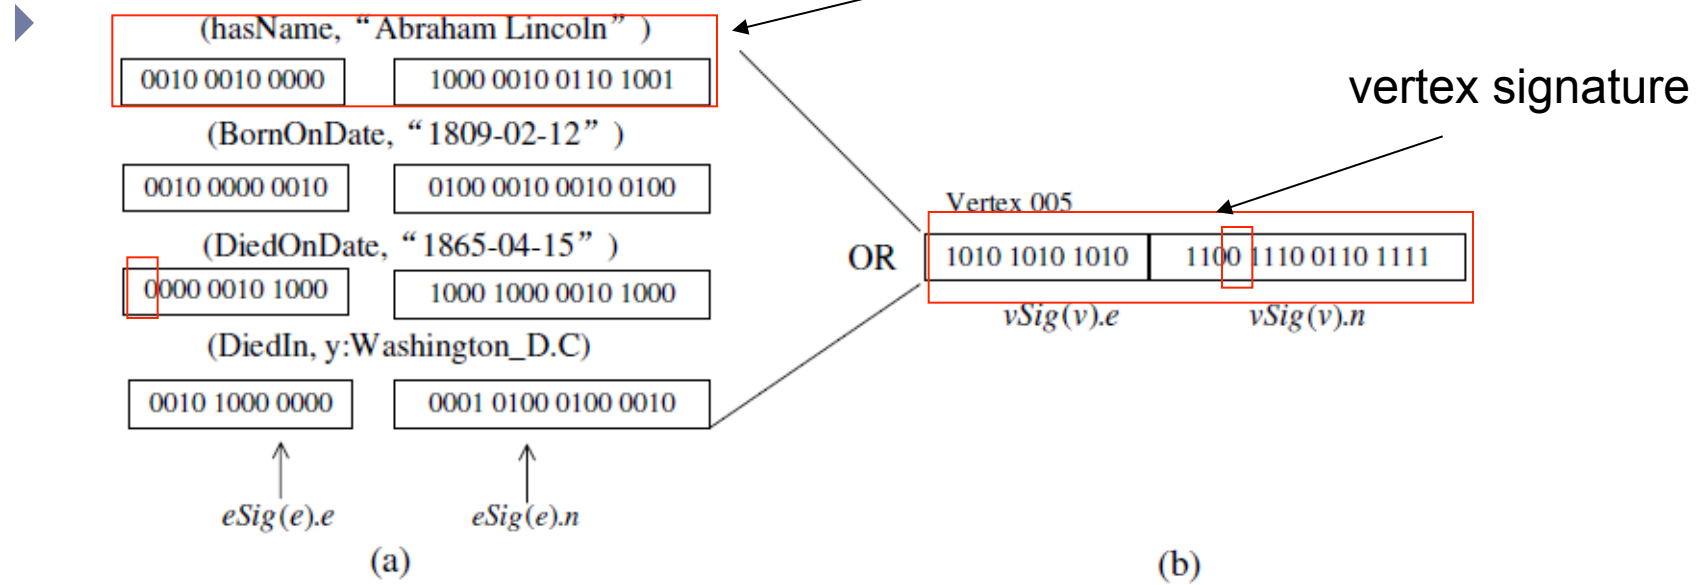 (hasName, “Abraham Lincoln” )
0010 0010 0000 1000 0010 0110 1001
(BornOnDate, “1809-02-12” )
0010 0000 0010 0100 0010 0010 0100
(DiedOnDate, “1865-04-15” )
0000 0010 1000 1000 1000 0010 1000
(DiedIn, y:Washington_D.C)
0010 1000 0000 0001 0100 0100 0010
eSig(e).e eSig(e).n
(a)
vertex signature
Vertex 005
OR 1010 1010 1010 1100 1110 0110 1111
vSig(v).e vSig(v).n
(b)